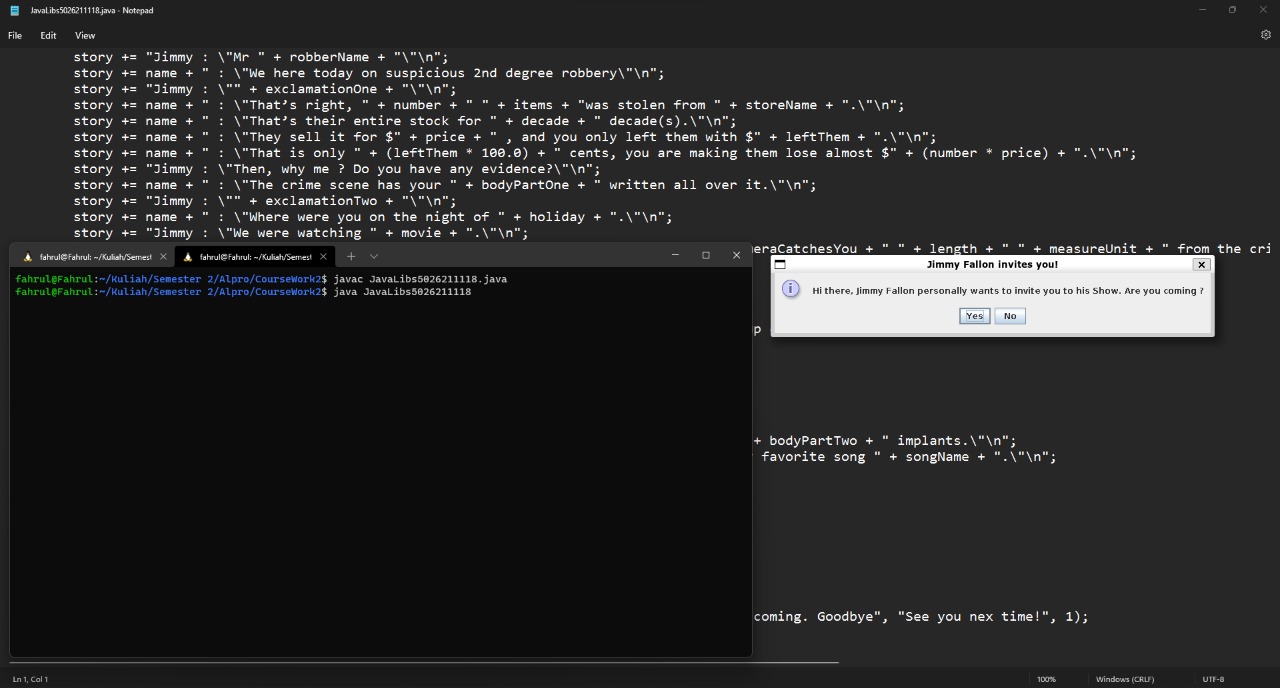 JavaLibs5026211118.java - Notepad
File Edit View
story += "Jimmy : \"Mr " + robberName + "\"\n";
story += name + " : \"We here today on suspicious 2nd degree robbery\"\n";
story += "Jimmy : \"" + exclamationOne + "\"\n";
story += name + " : \"That's right, " + number + " " + items + "was stolen from " + storeName + ".\"\n";
story += name + " : \"That's their entire stock for " + decade + " decade(s).\"\n";
story += name + " : \"They sell it for $" + price + " , and you only left them with $" + leftThem + ".\"\n";
story += name + " : \"That is only " + (leftThem * 100.0) + " cents, you are making them lose almost $" + (number * price) + ".\"\n";
story += "Jimmy : \"Then, why me ? Do you have any evidence?\"\n";
story += name + " : \"The crime scene has your " + bodyPartOne + " written all over it.\"\n";
story += "Jimmy : \"" + exclamationTwo + "\"\n";
story += name + " : \"Where were you on the night of " + holiday + ".\"\n";
story += "Jimmy : \"We were watching " + movie + ".\"\n";
eraCatchesYou + " " + length + " " + measureUnit + " from the cri
fahrul@Fahrul: ~/Kuliah/Semest
fahrul@Fahrul: ~/Kuliah/Semest
fahrul@Fahrul:~/Kuliah/Semester 2/Alpro/CourseWork2$ javac JavaLibs5026211118.java
fahrul@Fahrul:~/Kuliah/Semester 2/Alpro/CourseWork2$ java JavaLibs5026211118
Jimmy Fallon invites you!
Hi there, Jimmy Fallon personally wants to invite you to his Show. Are you coming ?
Yes No
p
+ bodyPartTwo + " implants.\"\n";
favorite song " + songName + ".\"\n";
coming. Goodbye", "See you nex time!", 1);
Ln 1, Col 1 100% Windows (CRLF) UTF-8